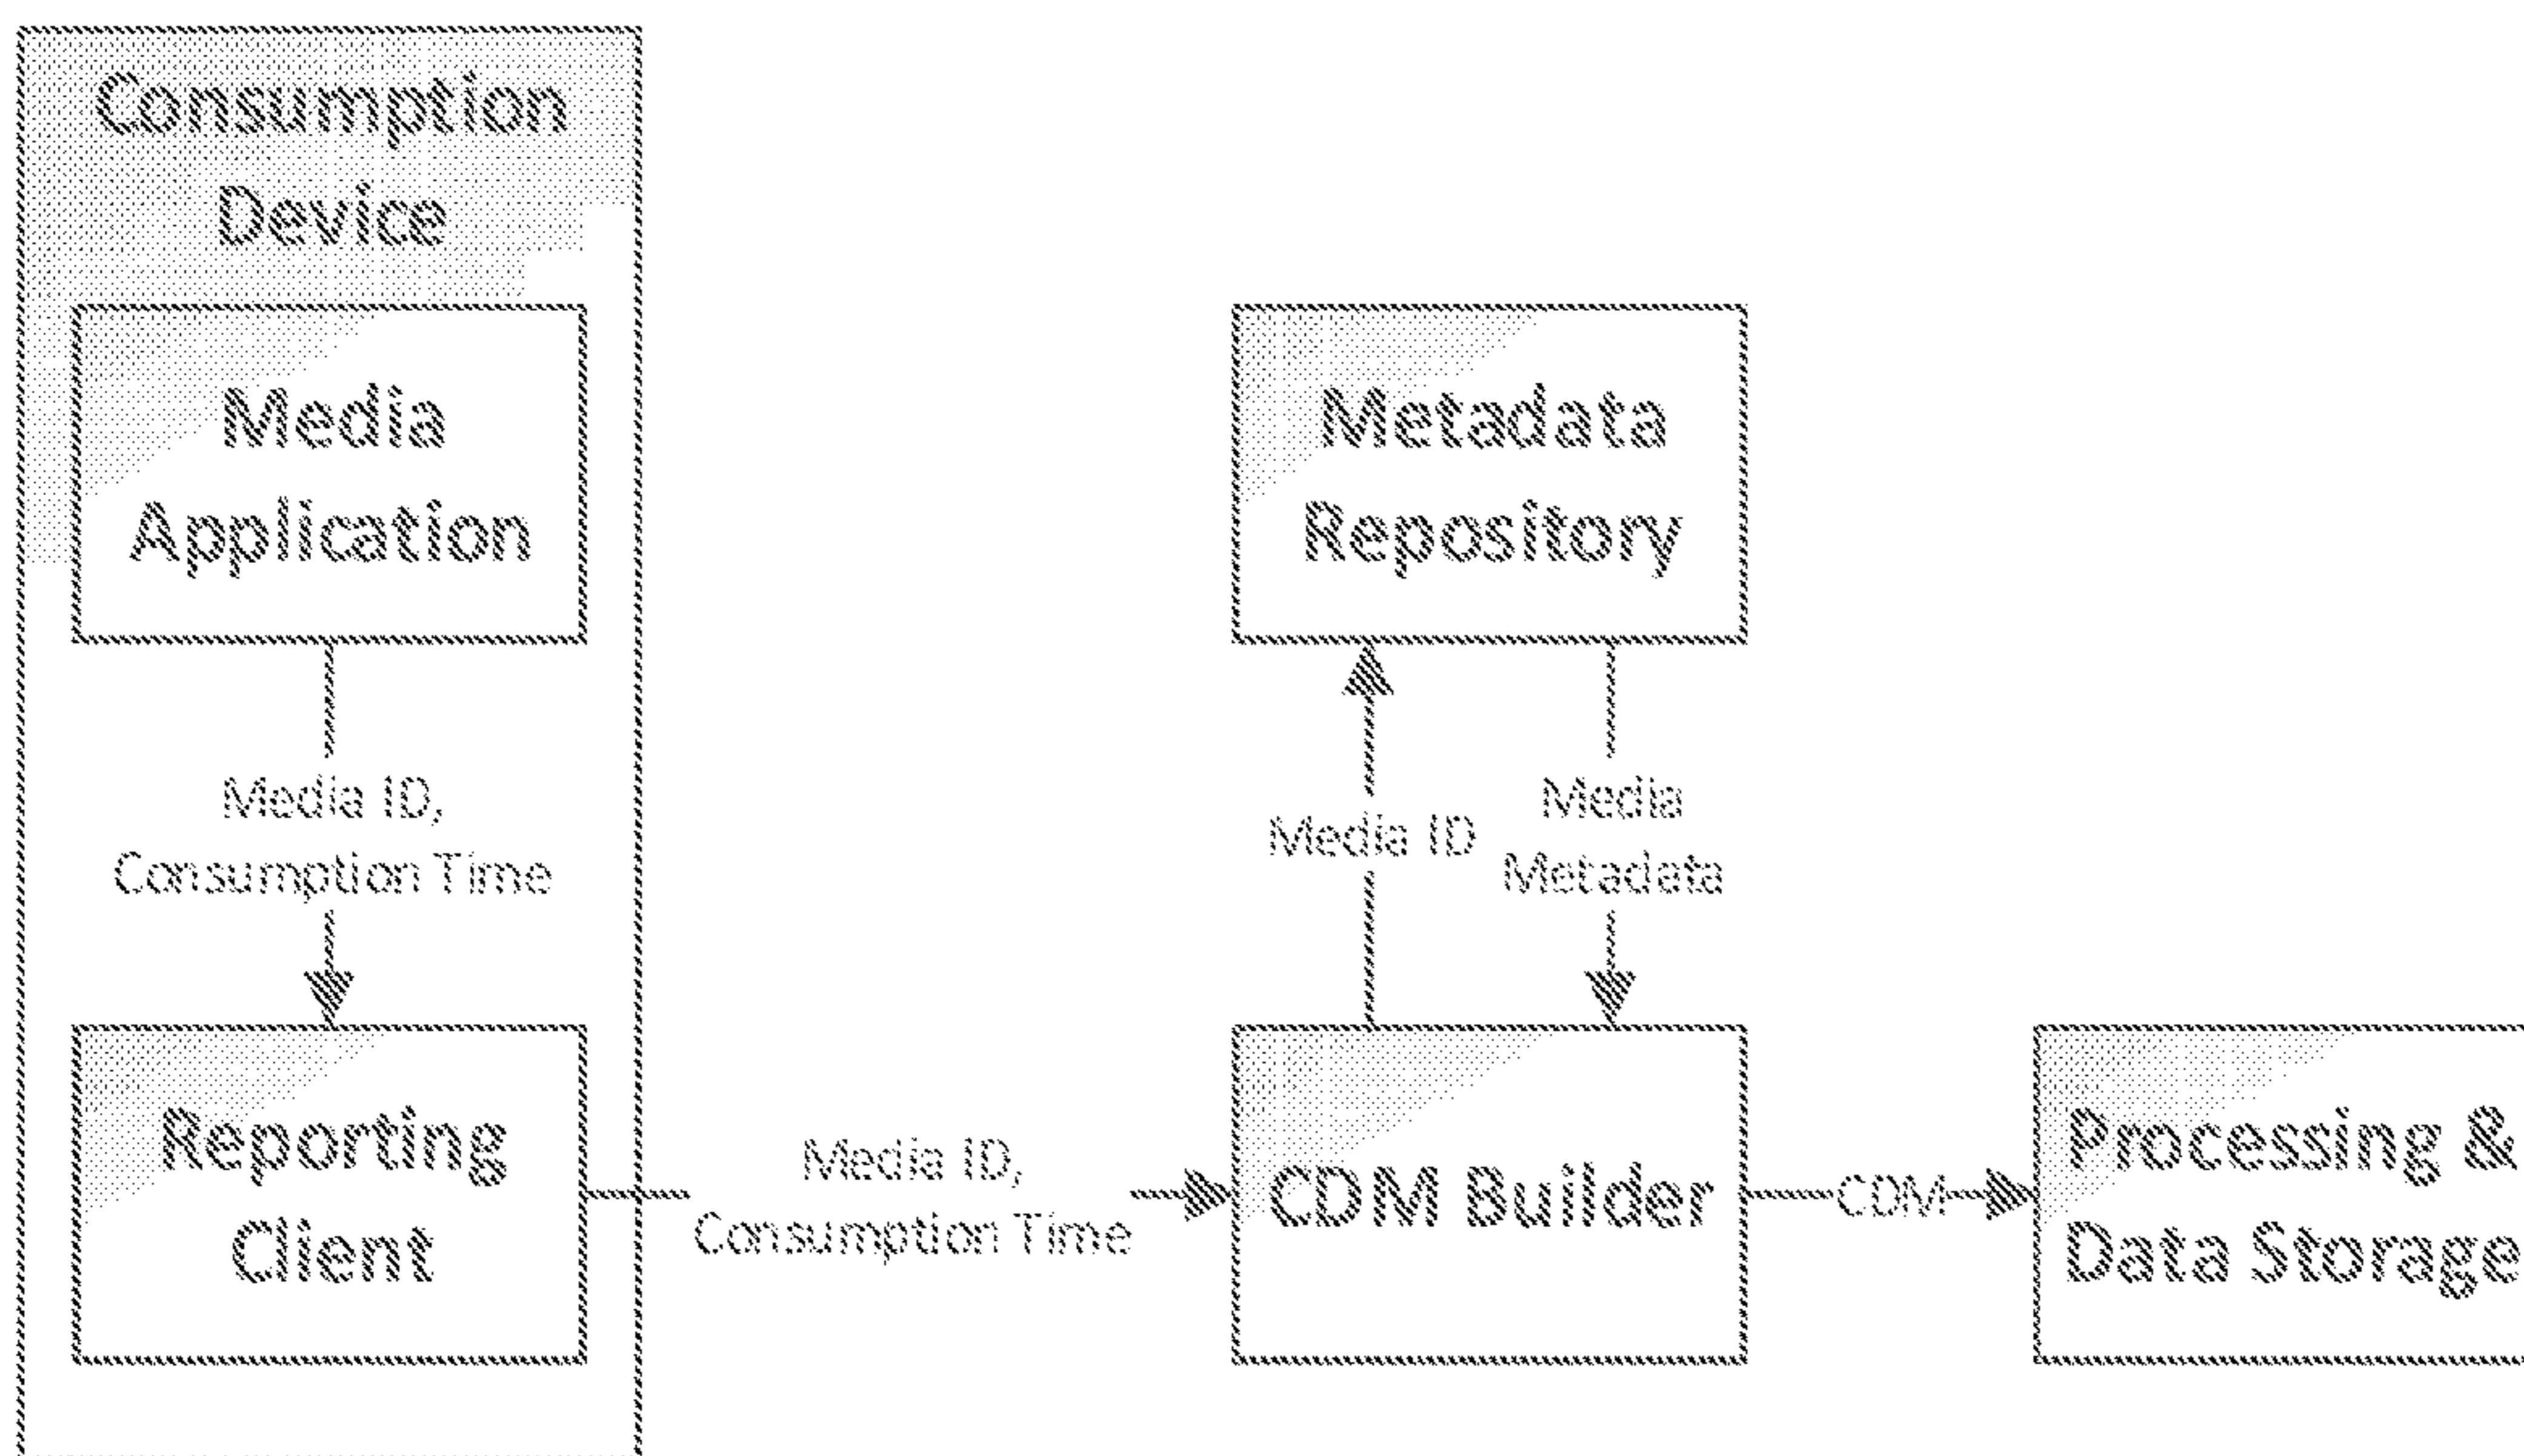 Consumption
Device
Media
Application
Media ID,
Consumption Time
Reporting
Client
Media ID,
Consumption Time
Metadata
Repository
Media ID
Media
Metadata
CDM Builder
CDM
Processing &
Data Storage